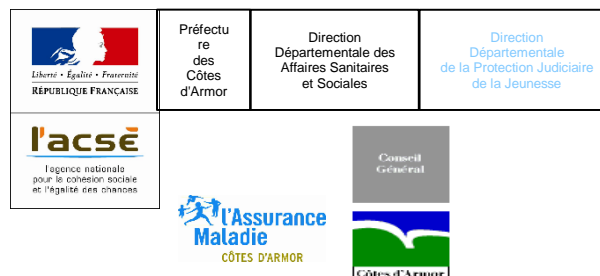 Liberté • Égalité • Fraternité
RÉPUBLIQUE FRANÇAISE
Préfectu
re
des
Côtes
d'Armor
Direction
Départementale des
Affaires Sanitaires
et Sociales
Direction
Départementale
de la Protection Judiciaire
de la Jeunesse
l'acsé
l'agence nationale
pour la cohésion sociale
et l'égalité des chances
l'Assurance
Maladie
CÔTES D'ARMOR
Conseil
Général
Côtes d'Armor